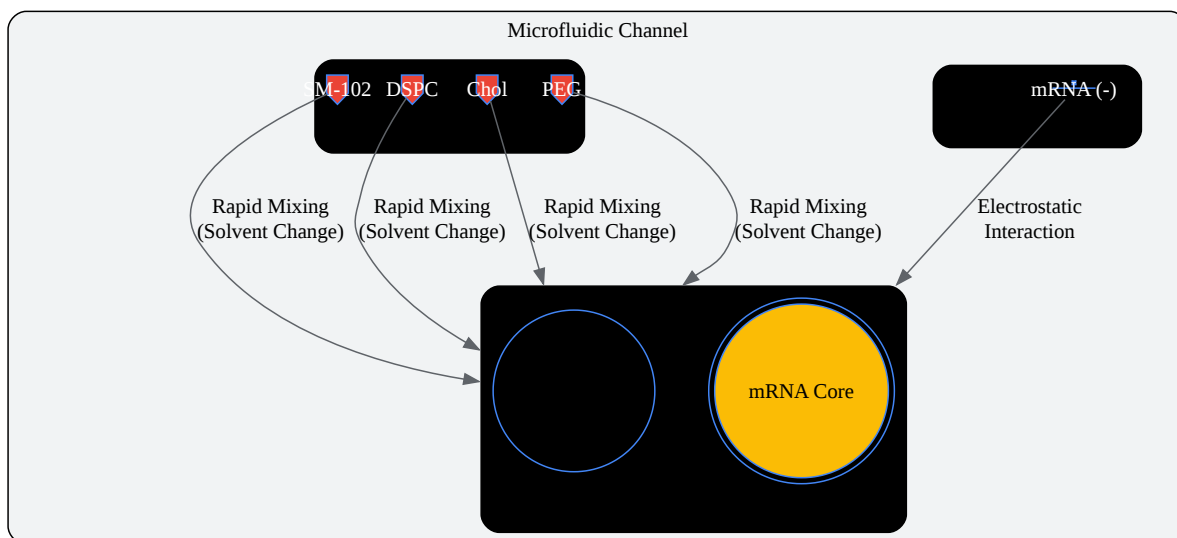 Microfluidic Channel
SM-102
DSPC
Chol
PEG
mRNA (-)
Rapid Mixing
(Solvent Change)
Rapid Mixing
(Solvent Change)
Rapid Mixing
(Solvent Change)
Rapid Mixing
(Solvent Change)
Electrostatic
Interaction
mRNA Core